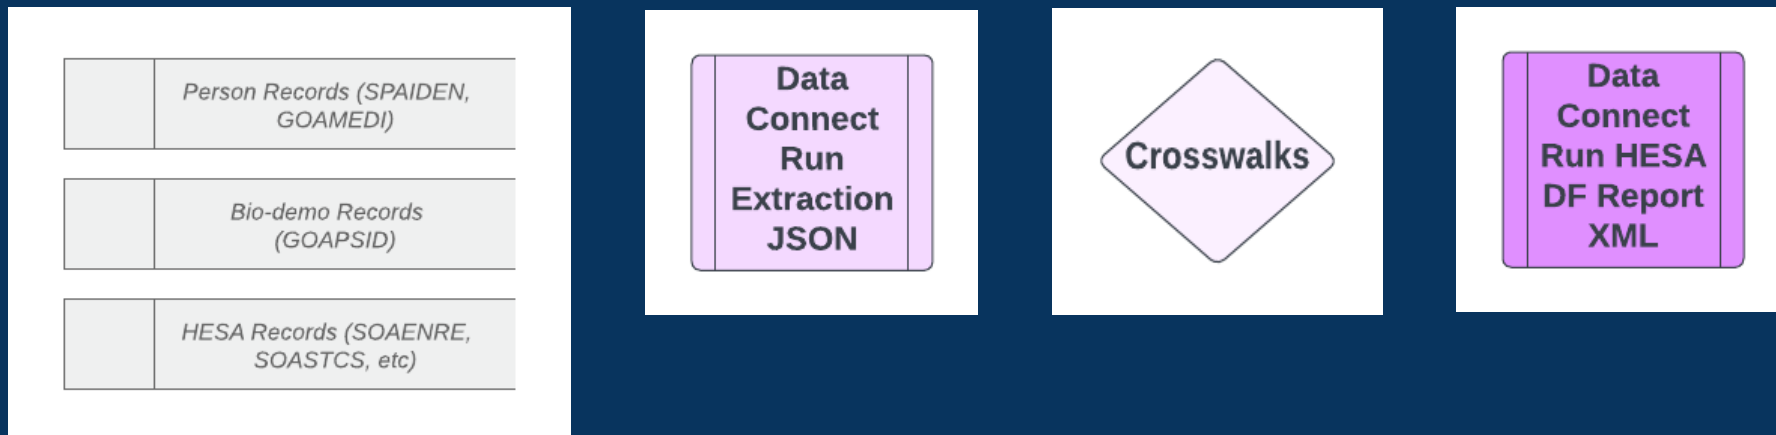 Person Records (SPAIDEN,
GOAMEDI)
Bio-demo Records
(GOAPSID)
HESA Records (SOAENRE,
SOASTCS, etc)
Data
Connect
Run
Extraction
JSON
Crosswalks
Data
Connect
Run HESA
DF Report
XML